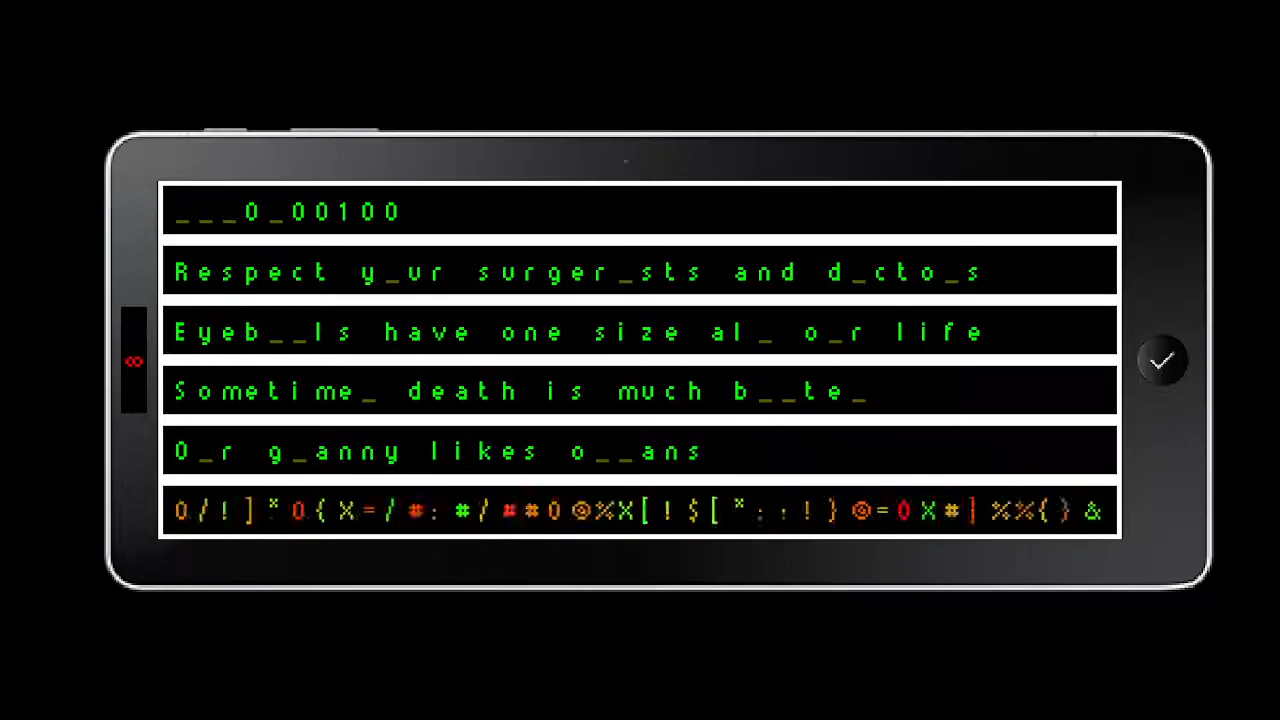 ___0_00100
Respect y_ur surger_sts and d_cto_s
Eyeb__ls have one size al_ o_r life
Sometime_ death is much b__te_
O_r g_anny likes o__ans
0/!]*0{X=/#:#/##0@%X[!$[*::!}@=0X#]%%{}&
∞